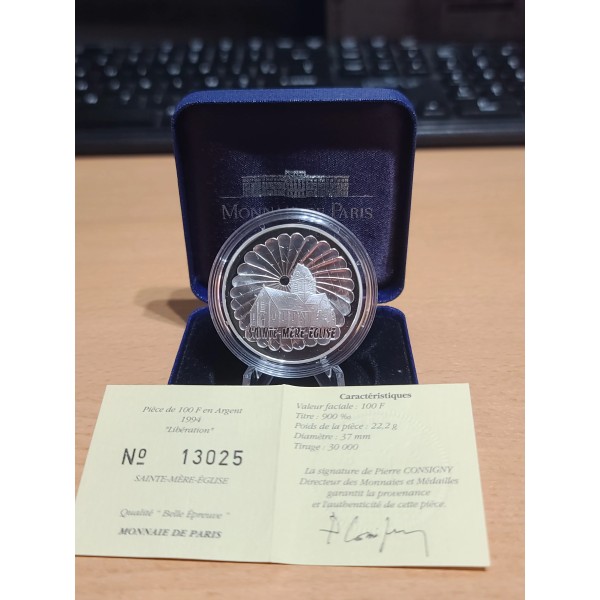 MONNAIE DE PARIS
SAINTE-MÈRE-ÉGLISE
Pièce de 100 F en Argent
1994
"Libération"
Nº 13025
SAINTE-MÈRE-ÉGLISE
Qualité " Belle Épreuve "
MONNAIE DE PARIS
Caractéristiques
Valeur faciale : 100 F
Titre : 900 ‰
Poids de la pièce : 22,2 g
Diamètre : 37 mm
Tirage : 30 000
La signature de Pierre CONSIGNY
Directeur des Monnaies et Médailles
garantit la provenance
et l'authenticité de cette pièce.